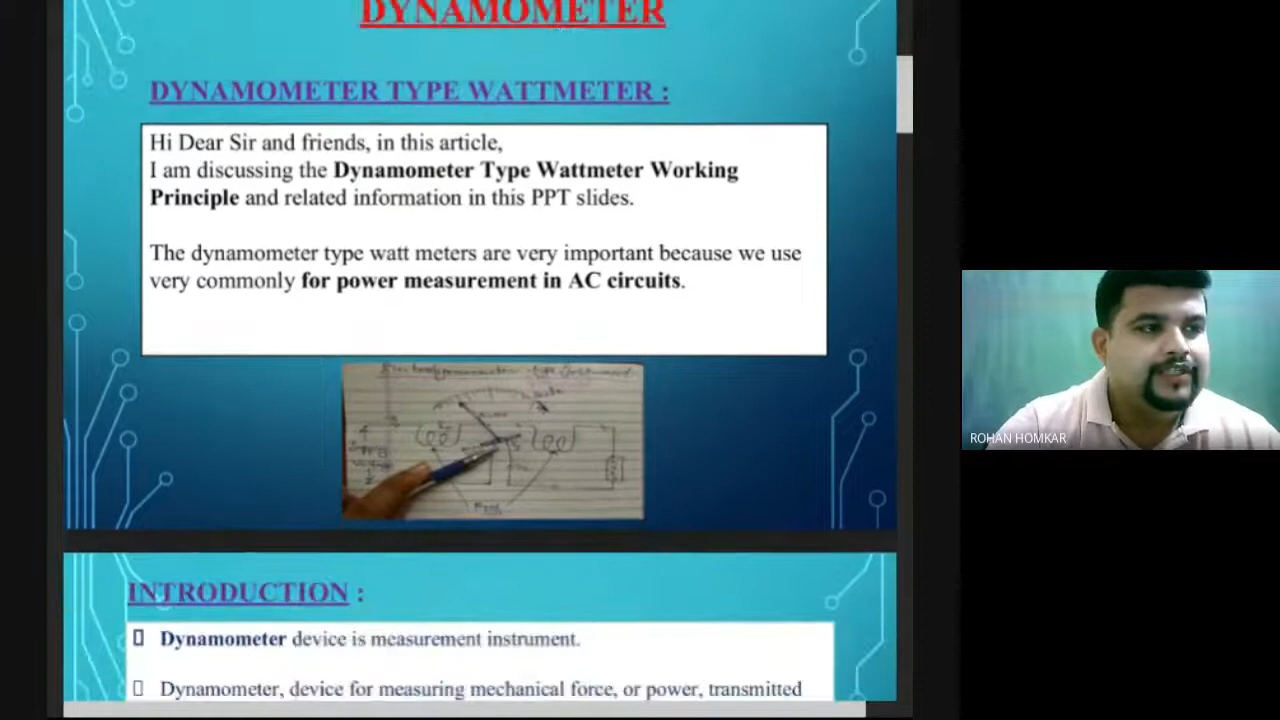 DYNAMOMETER
DYNAMOMETER TYPE WATTMETER :
Hi Dear Sir and friends, in this article,
I am discussing the Dynamometer Type Wattmeter Working
Principle and related information in this PPT slides.
The dynamometer type watt meters are very important because we use
very commonly for power measurement in AC circuits.
ROHAN HOMKAR
INTRODUCTION :
Dynamometer device is measurement instrument.
Dynamometer, device for measuring mechanical force, or power, transmitted